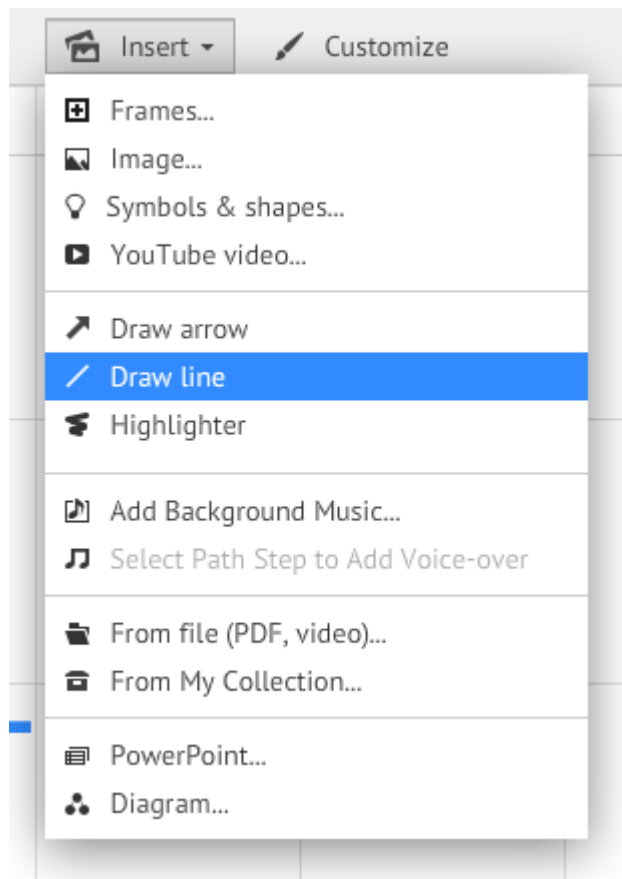 Insert
Customize
Frames...
Image...
Symbols & shapes...
YouTube video...
Draw arrow
Draw line
Highlighter
Add Background Music...
Select Path Step to Add Voice-over
From file (PDF, video)...
From My Collection...
PowerPoint...
Diagram...